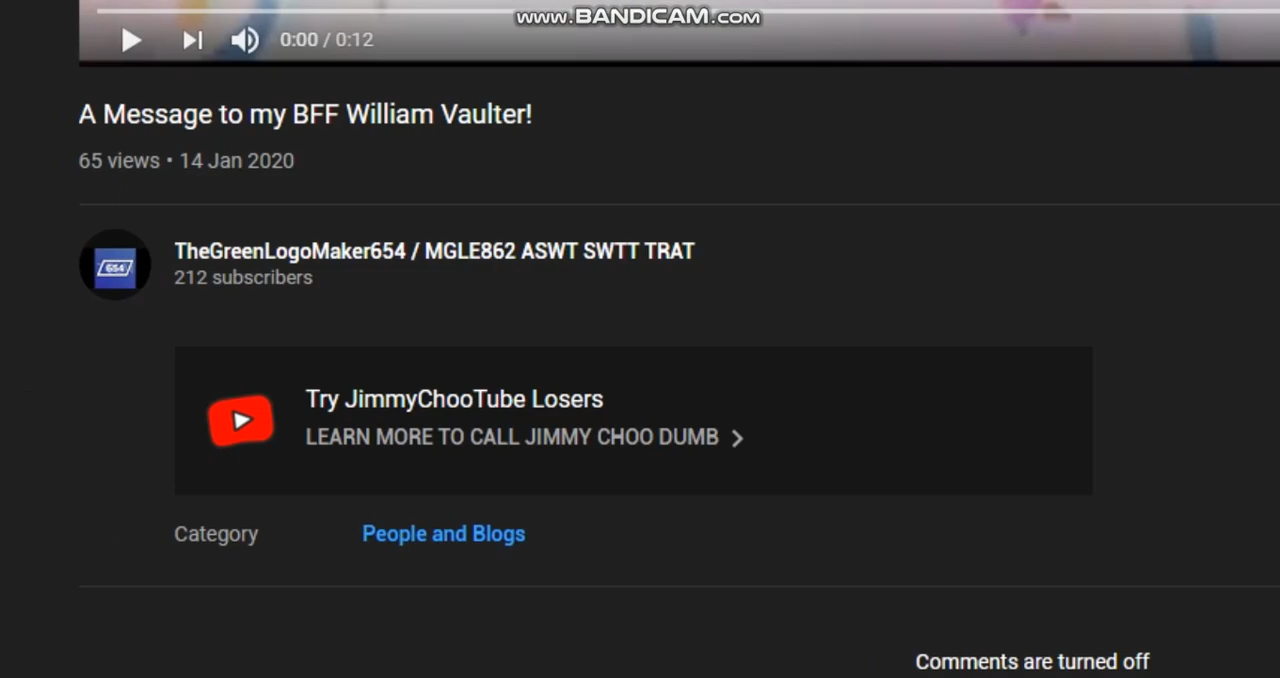 www.BANDICAM.com
0:00 / 0:12
A Message to my BFF William Vaulter!
65 views • 14 Jan 2020
654
TheGreenLogoMaker654 / MGLE862 ASWT SWTT TRAT
212 subscribers
Try JimmyChooTube Losers
LEARN MORE TO CALL JIMMY CHOO DUMB
Category People and Blogs
Comments are turned off